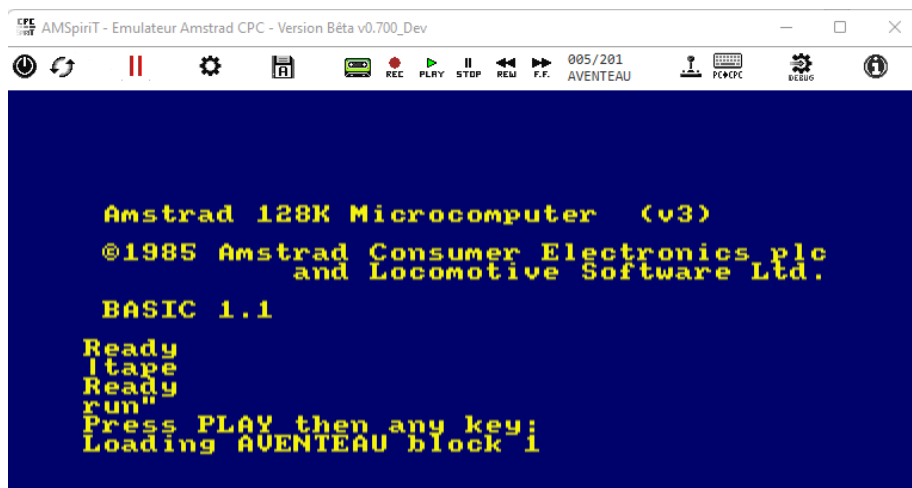 CPC SPIRIT AMSpiriT - Emulateur Amstrad CPC - Version Bêta v0.700_Dev
REC PLAY STOP REW F.F. 005/201 AVENTEAU PC CPC DEBUG
Amstrad 128K Microcomputer (v3)
©1985 Amstrad Consumer Electronics plc
and Locomotive Software Ltd.
BASIC 1.1
Ready
|tape
Ready
run"
Press PLAY then any key:
Loading AVENTEAU block 1